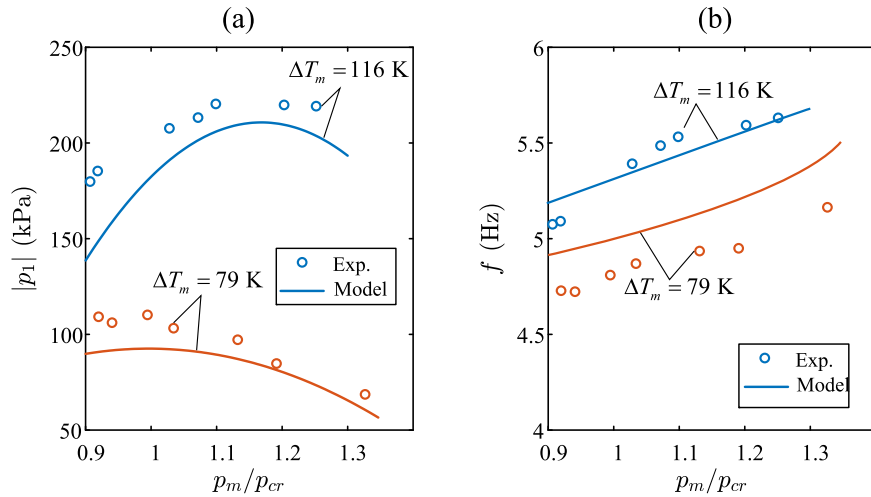 (a)
250
200
150
100
50
0.9
1
1.1
1.2
1.3
|p₁| (kPa)
pₘ/p꜀ᵣ
ΔTₘ = 116 K
ΔTₘ = 79 K
Exp.
Model
(b)
6
5.5
5
4.5
4
0.9
1
1.1
1.2
1.3
f (Hz)
pₘ/p꜀ᵣ
ΔTₘ = 116 K
ΔTₘ = 79 K
Exp.
Model